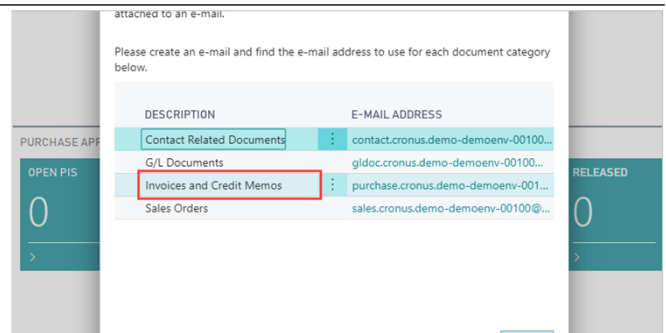 attached to an e-mail.
Please create an e-mail and find the e-mail address to use for each document category
below.
DESCRIPTION E-MAIL ADDRESS
Contact Related Documents contact.cronus.demo-demoenv-00100...
G/L Documents gldoc.cronus.demo-demoenv-00100...
Invoices and Credit Memos purchase.cronus.demo-demoenv-001...
Sales Orders sales.cronus.demo-demoenv-00100@...
PURCHASE APP
OPEN PIS
0
>
RELEASED
0
>